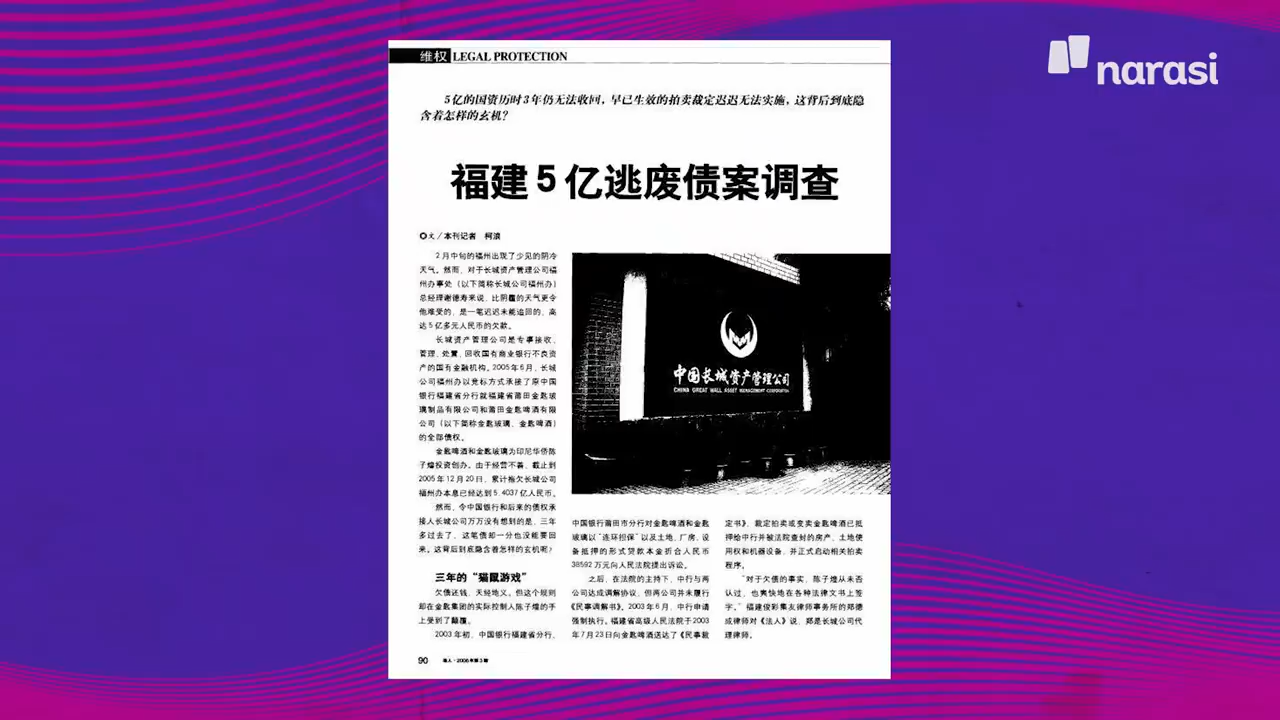 narasi
维权 LEGAL PROTECTION
5亿的国资历时3年仍无法收回，早已生效的拍卖裁定迟迟无法实施，这背后到底隐
含着怎样的玄机？
福建5亿逃废债案调查
文／本刊记者 柯浪
2月中旬的福州出现了少见的阴冷
天气。然而，对于长城资产管理公司福
州办事处（以下简称长城公司福州办）
总经理谢德寿来说，比阴霾的天气更令
他难受的，是一笔迟迟未能追回的，高
达5亿多元人民币的欠款。
长城资产管理公司是专事接收、
管理、处置、回收国有商业银行不良资
产的国有金融机构。2005年6月，长城
公司福州办以竞标方式承接了原中国
银行福建省分行就福建省莆田金匙玻
璃制品有限公司和莆田金匙啤酒有限
公司（以下简称金匙玻璃、金匙啤酒）
的全部债权。
金匙啤酒和金匙玻璃为印尼华侨陈
子煌投资创办。由于经营不善，截止到
2005年12月20日，累计拖欠长城公司
福州办本息已经达到5.4037亿人民币。
然而，令中国银行和后来的债权承
接人长城公司万万没有想到的是，三年
多过去了，这笔债却一分也没能要回
来。这背后到底隐含着怎样的玄机呢？
三年的“猫鼠游戏”
欠债还钱，天经地义。但这个规则
却在金匙集团的实际控制人陈子煌的手
上受到了颠覆。
2003年初，中国银行福建省分行、
中国长城资产管理公司
CHINA GREAT WALL ASSET MANAGEMENT CORPORATION
中国银行莆田市分行对金匙啤酒和金匙
玻璃以“连环担保”以及土地、厂房、设
备抵押的形式贷款本金折合人民币
38592万元向人民法院提出诉讼。
之后，在法院的主持下，中行与两
公司达成调解协议，但两公司并未履行
《民事调解书》。2003年6月，中行申请
强制执行。福建省高级人民法院于2003
年7月23日向金匙啤酒送达了《民事裁
定书》，裁定拍卖或变卖金匙啤酒已抵
押给中行并被法院查封的房产、土地使
用权和机器设备，并正式启动相关拍卖
程序。
“对于欠债的事实，陈子煌从未否
认过，也爽快地在各种法律文书上签
字。”福建俊彩集友律师事务所的郑德
成律师对《法人》说，郑是长城公司代
理律师。
90 法人·2006年第3期